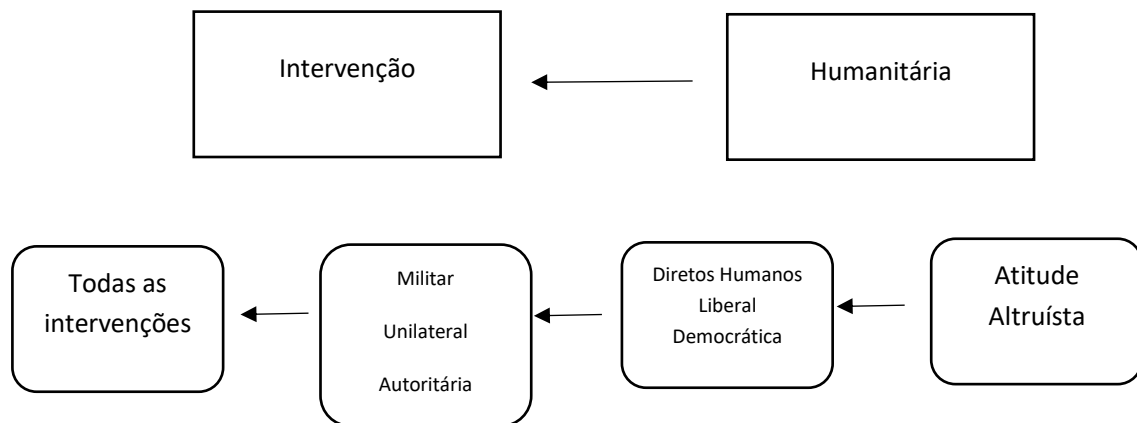 Intervenção
Humanitária
Todas as
intervenções
Militar
Unilateral
Autoritária
Diretos Humanos
Liberal
Democrática
Atitude
Altruísta